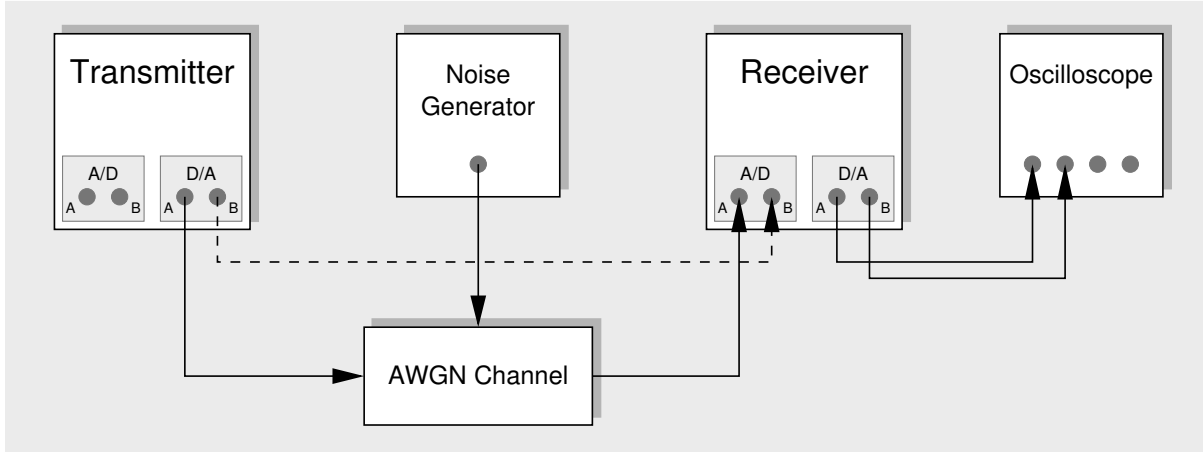 Transmitter
A/D
A
B
D/A
A
B
Noise
Generator
Receiver
A/D
A
B
D/A
A
B
Oscilloscope
AWGN Channel